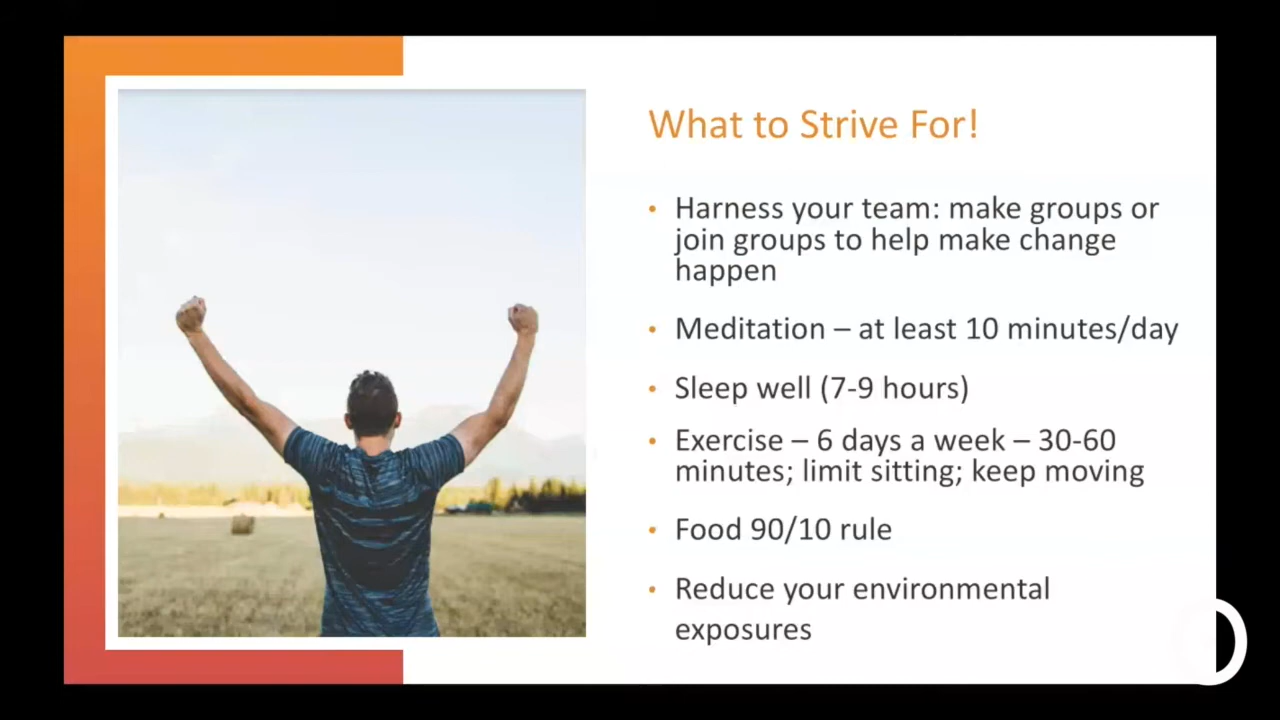 What to Strive For!
• Harness your team: make groups or
join groups to help make change
happen
• Meditation – at least 10 minutes/day
• Sleep well (7-9 hours)
• Exercise – 6 days a week – 30-60
minutes; limit sitting; keep moving
• Food 90/10 rule
• Reduce your environmental
exposures